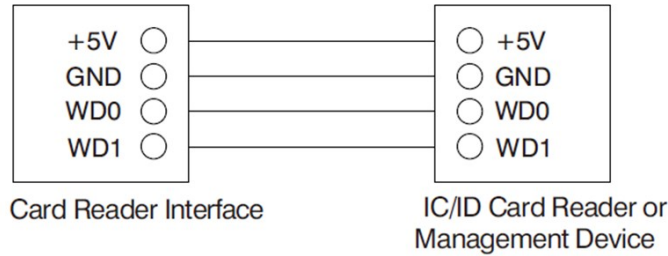 +5V
GND
WD0
WD1
+5V
GND
WD0
WD1
Card Reader Interface
IC/ID Card Reader or
Management Device